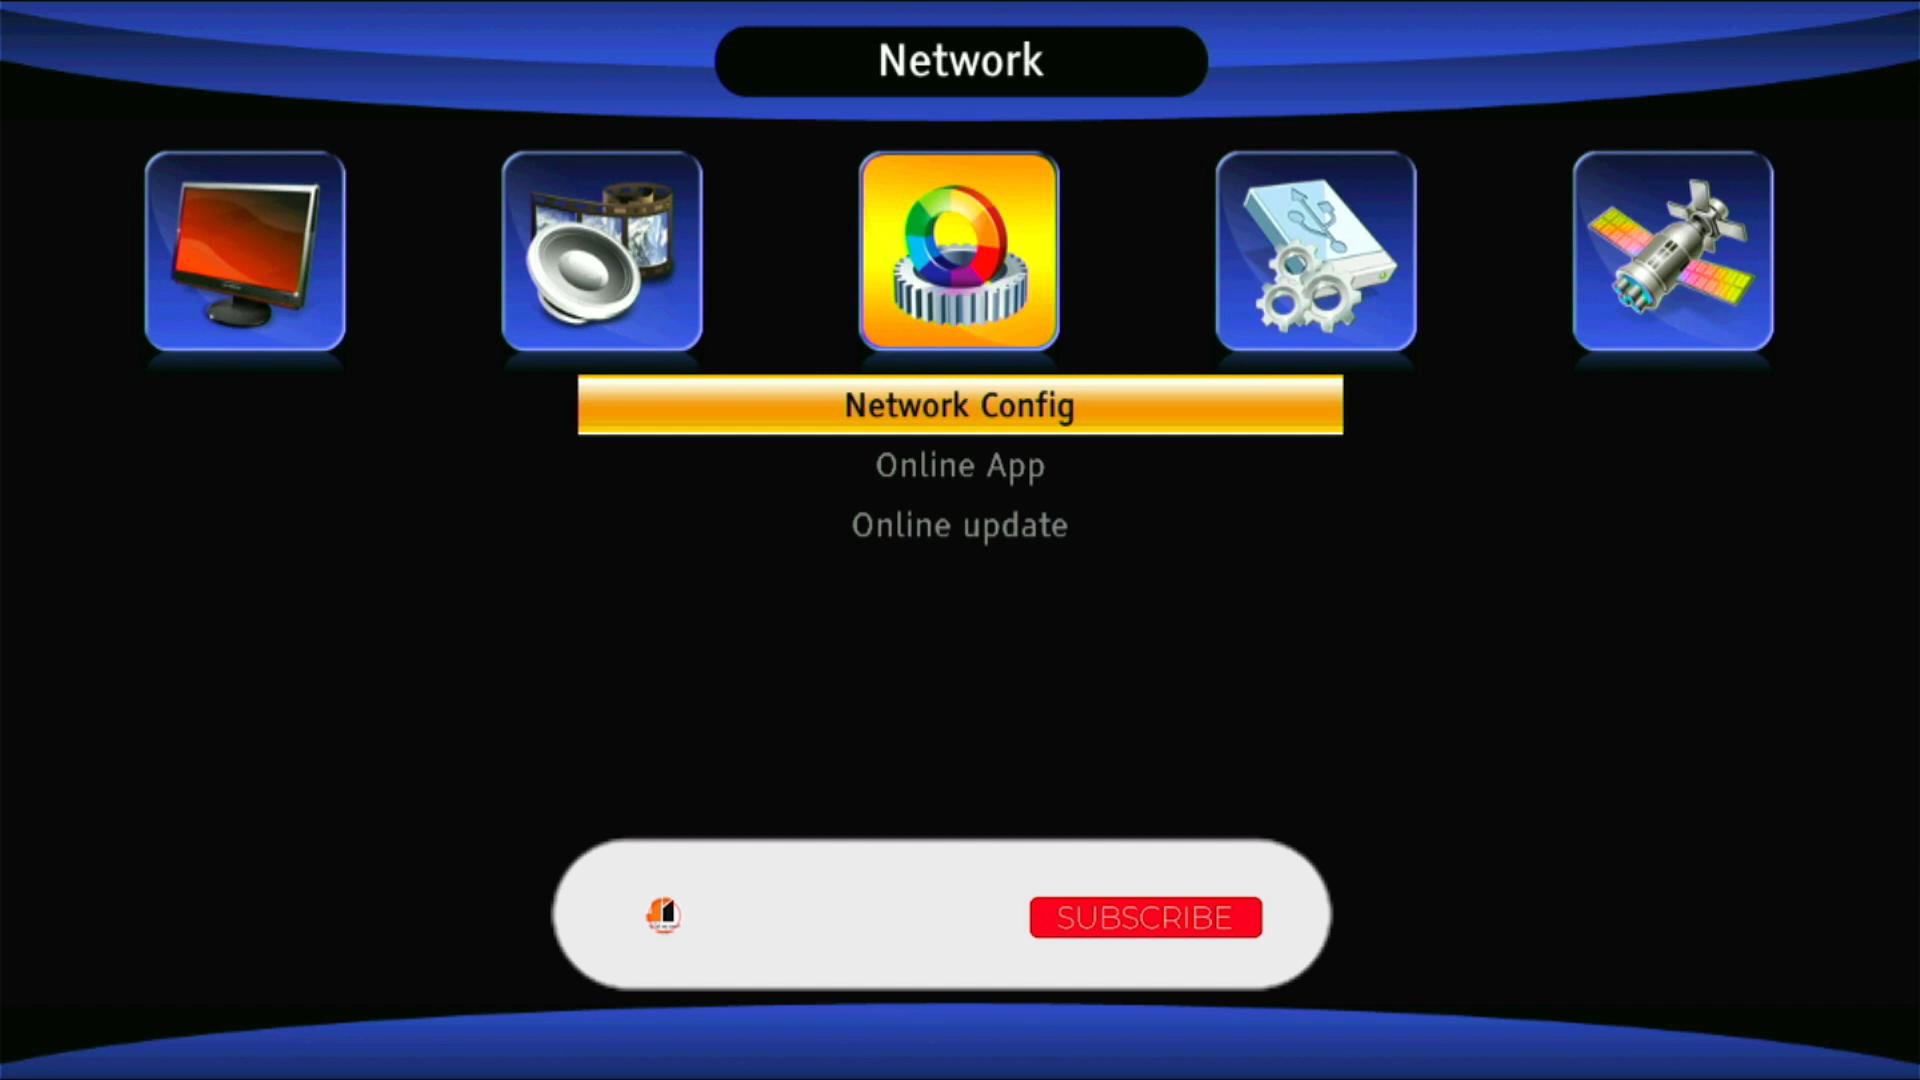 Network
Network Config
Online App
Online update
SUBSCRIBE